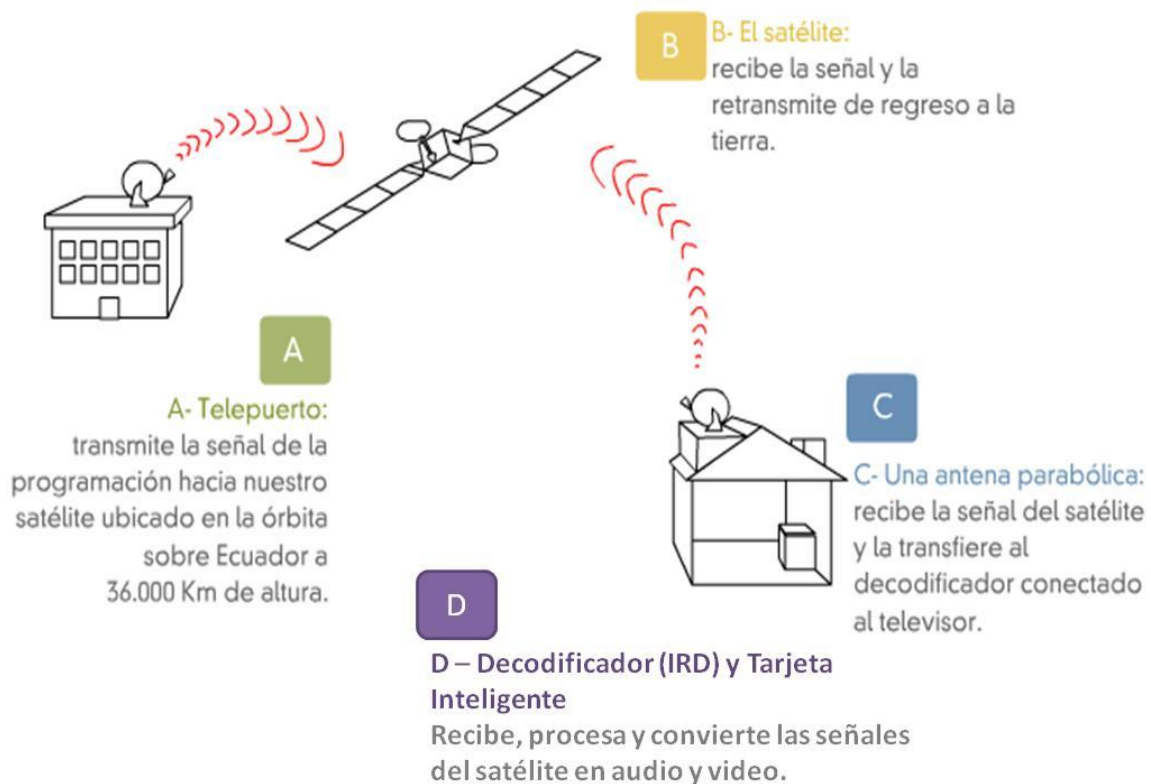 B
B- El satélite:
recibe la señal y la
retransmite de regreso a la
tierra.
A
A- Telepuerto:
transmite la señal de la
programación hacia nuestro
satélite ubicado en la órbita
sobre Ecuador a
36.000 Km de altura.
C
C- Una antena parabólica:
recibe la señal del satélite
y la transfiere al
decodificador conectado
al televisor.
D
D – Decodificador (IRD) y Tarjeta
Inteligente
Recibe, procesa y convierte las señales
del satélite en audio y video.